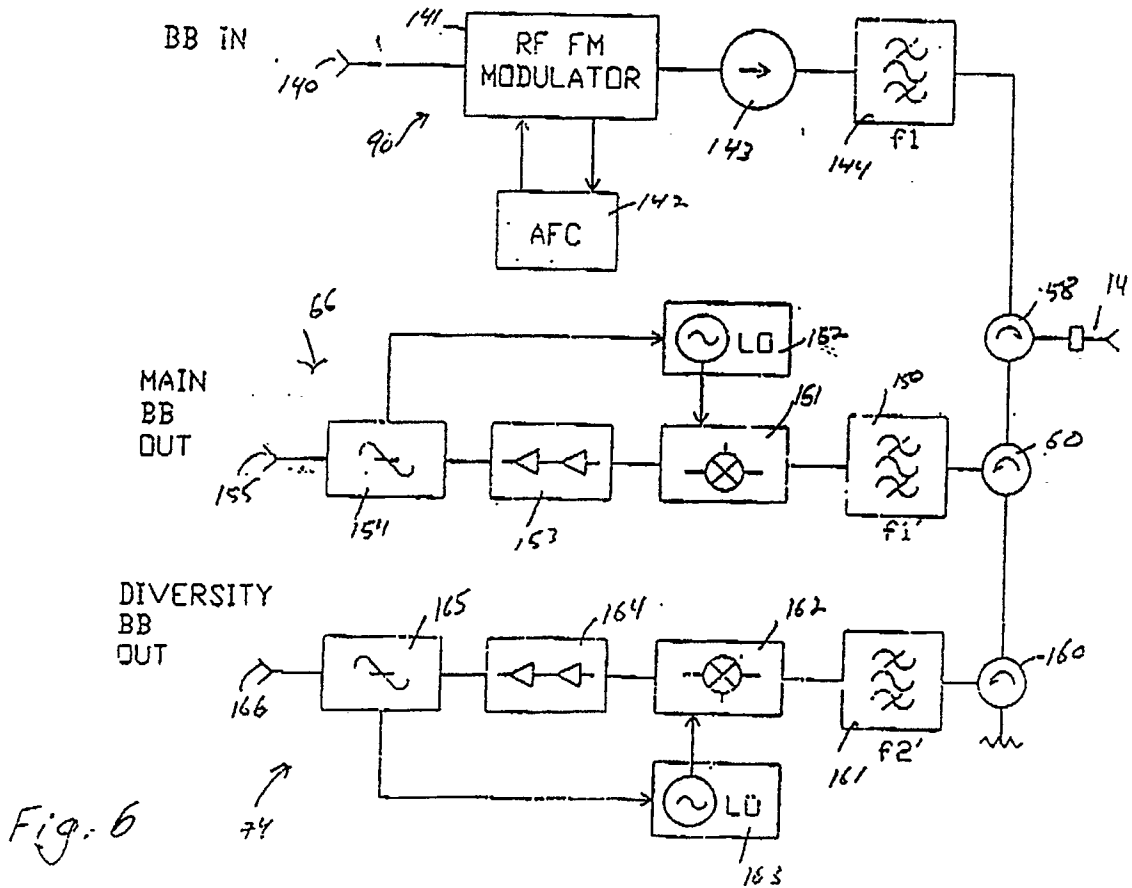 BB IN
141
RF FM
MODULATOR
140
90
143
144
f1
142
AFC
58
14
66
LO
152
MAIN
BB
OUT
151
150
60
155
154
153
f1'
DIVERSITY
BB
OUT
165
164
162
160
166
161
f2'
LO
163
74
Fig. 6